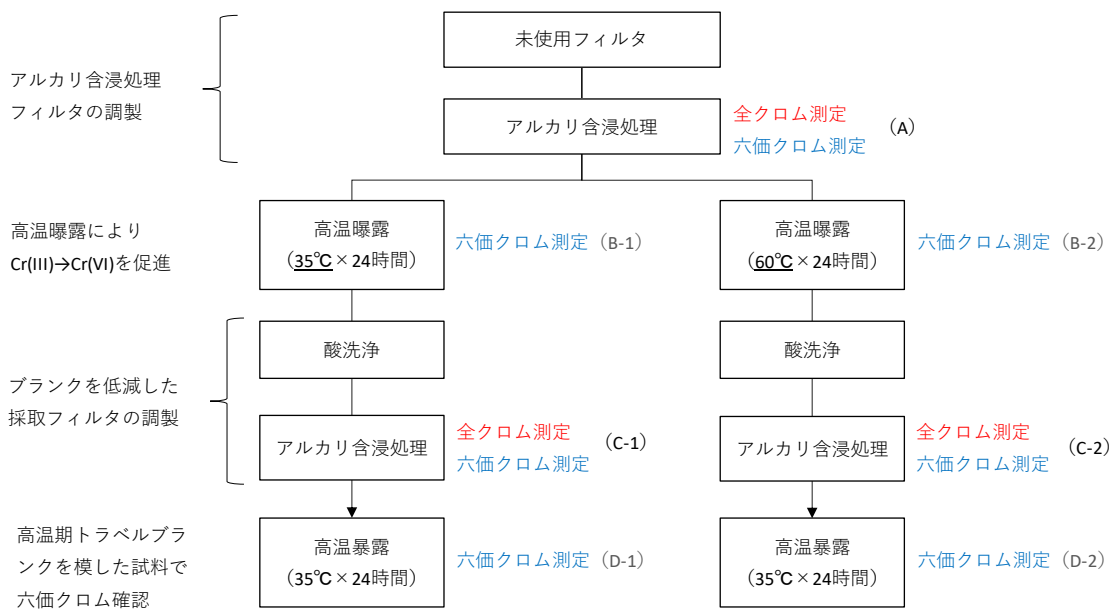 未使用フィルタ
アルカリ含浸処理
フィルタの調製
アルカリ含浸処理
全クロム測定
六価クロム測定
（A）
高温曝露により
Cr(III)→Cr(VI)を促進
高温曝露
（35℃×24時間）
六価クロム測定（B-1）
高温曝露
（60℃×24時間）
六価クロム測定（B-2）
酸洗浄
酸洗浄
ブランクを低減した
採取フィルタの調製
アルカリ含浸処理
全クロム測定
六価クロム測定
（C-1）
アルカリ含浸処理
全クロム測定
六価クロム測定
（C-2）
高温期トラベルブラ
ンクを模した試料で
六価クロム確認
高温暴露
（35℃×24時間）
六価クロム測定（D-1）
高温暴露
（35℃×24時間）
六価クロム測定（D-2）